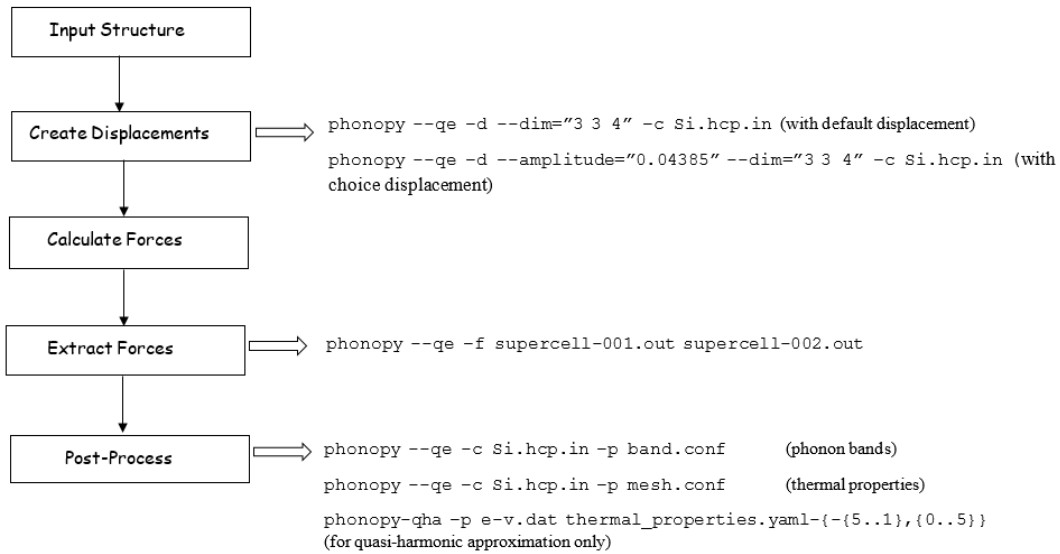 Input Structure
Create Displacements
phonopy --qe -d --dim="3 3 4" -c Si.hcp.in (with default displacement)
phonopy --qe -d --amplitude="0.04385" --dim="3 3 4" -c Si.hcp.in (with
choice displacement)
Calculate Forces
Extract Forces
phonopy --qe -f supercell-001.out supercell-002.out
Post-Process
phonopy --qe -c Si.hcp.in -p band.conf (phonon bands)
phonopy --qe -c Si.hcp.in -p mesh.conf (thermal properties)
phonopy-qha -p e-v.dat thermal_properties.yaml-{-{5..1},{0..5}}
(for quasi-harmonic approximation only)